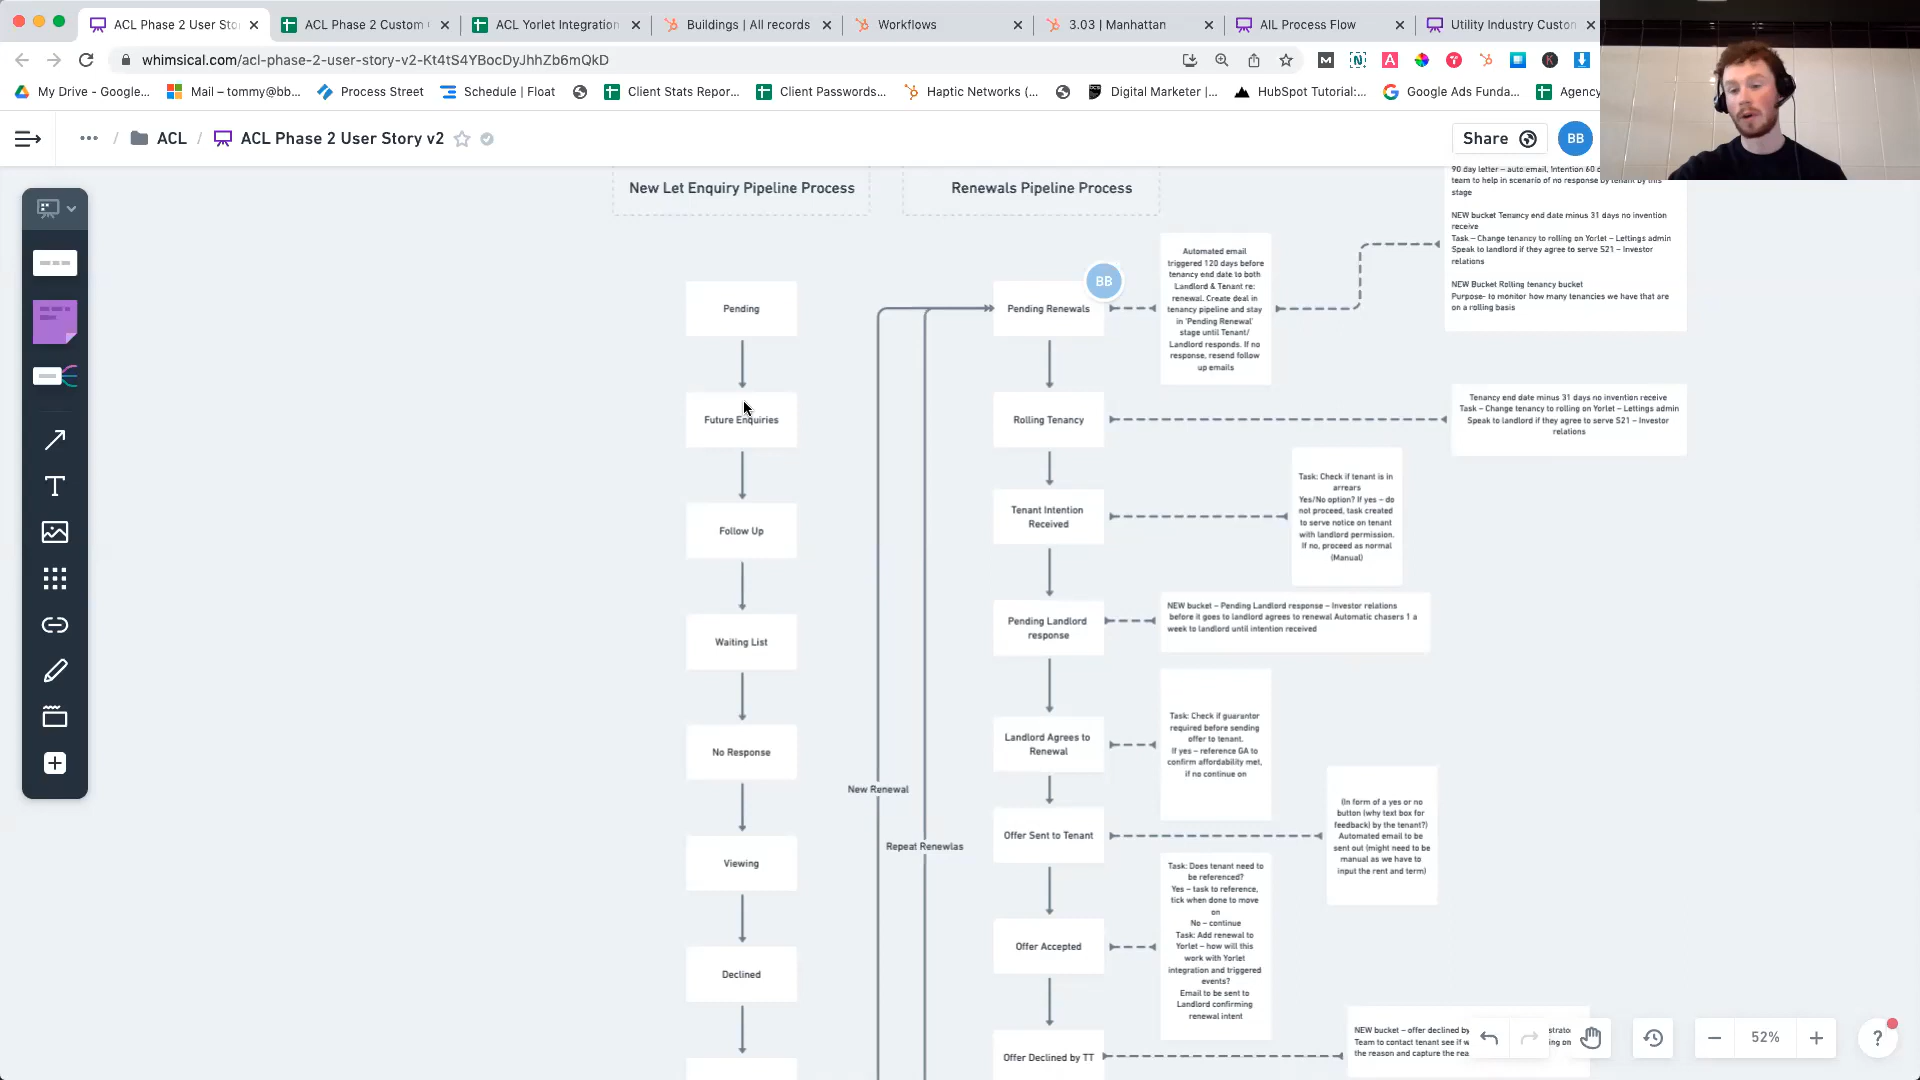 ACL Phase 2 User Sto
ACL Phase 2 Custom
ACL Yorlet Integration
Buildings | All records
Workflows
3.03 | Manhattan
AIL Process Flow
Utility Industry Custon
whimsical.com/acl-phase-2-user-story-v2-Kt4tS4YBocDyJhhZb6mQkD
My Drive - Google...
Mail – tommy@bb...
Process Street
Schedule | Float
Client Stats Repor...
Client Passwords...
Haptic Networks (...
Digital Marketer |...
HubSpot Tutorial:...
Google Ads Funda...
Agency
ACL / ACL Phase 2 User Story v2
Share
BB
New Let Enquiry Pipeline Process
Renewals Pipeline Process
90 day letter – auto email. Intention 60
team to help in scenario of no response by tenant by this
stage
NEW bucket Tenancy end date minus 31 days no invention
receive
Task – Change tenancy to rolling on Yorlet – Lettings admin
Speak to landlord if they agree to serve S21 – Investor
relations
NEW Bucket Rolling tenancy bucket
Purpose- to monitor how many tenancies we have that are
on a rolling basis
Pending
BB
Pending Renewals
Automated email
triggered 120 days before
tenancy end date to both
Landlord & Tenant re:
renewal. Create deal in
tenancy pipeline and stay
in 'Pending Renewal'
stage until Tenant/
Landlord responds. If no
response, resend follow
up emails
Future Enquiries
Rolling Tenancy
Tenancy end date minus 31 days no invention receive
Task – Change tenancy to rolling on Yorlet – Lettings admin
Speak to landlord if they agree to serve S21 – Investor
relations
Follow Up
Tenant Intention
Received
Task: Check if tenant is in
arrears
Yes/No option? If yes – do
not proceed, task created
to serve notice on tenant
with landlord permission.
If no, proceed as normal
(Manual)
Waiting List
Pending Landlord
response
NEW bucket – Pending Landlord response – Investor relations
before it goes to landlord agrees to renewal Automatic chasers 1 a
week to landlord until intention received
No Response
Landlord Agrees to
Renewal
Task: Check if guarantor
required before sending
offer to tenant.
If yes – reference GA to
confirm affordability met,
if no continue on
New Renewal
Repeat Renewlas
Viewing
Offer Sent to Tenant
(In form of a yes or no
button (why text box for
feedback) by the tenant?)
Automated email to be
sent out (might need to be
manual as we have to
input the rent and term)
Declined
Offer Accepted
Task: Does tenant need to
be referenced?
Yes – task to reference,
tick when done to move
on
No – continue
Task: Add renewal to
Yorlet – how will this
work with Yorlet
integration and triggered
events?
Email to be sent to
Landlord confirming
renewal intent
Offer Declined by TT
NEW bucket – offer declined by
Team to contact tenant see if w
the reason and capture the rea
52%
?